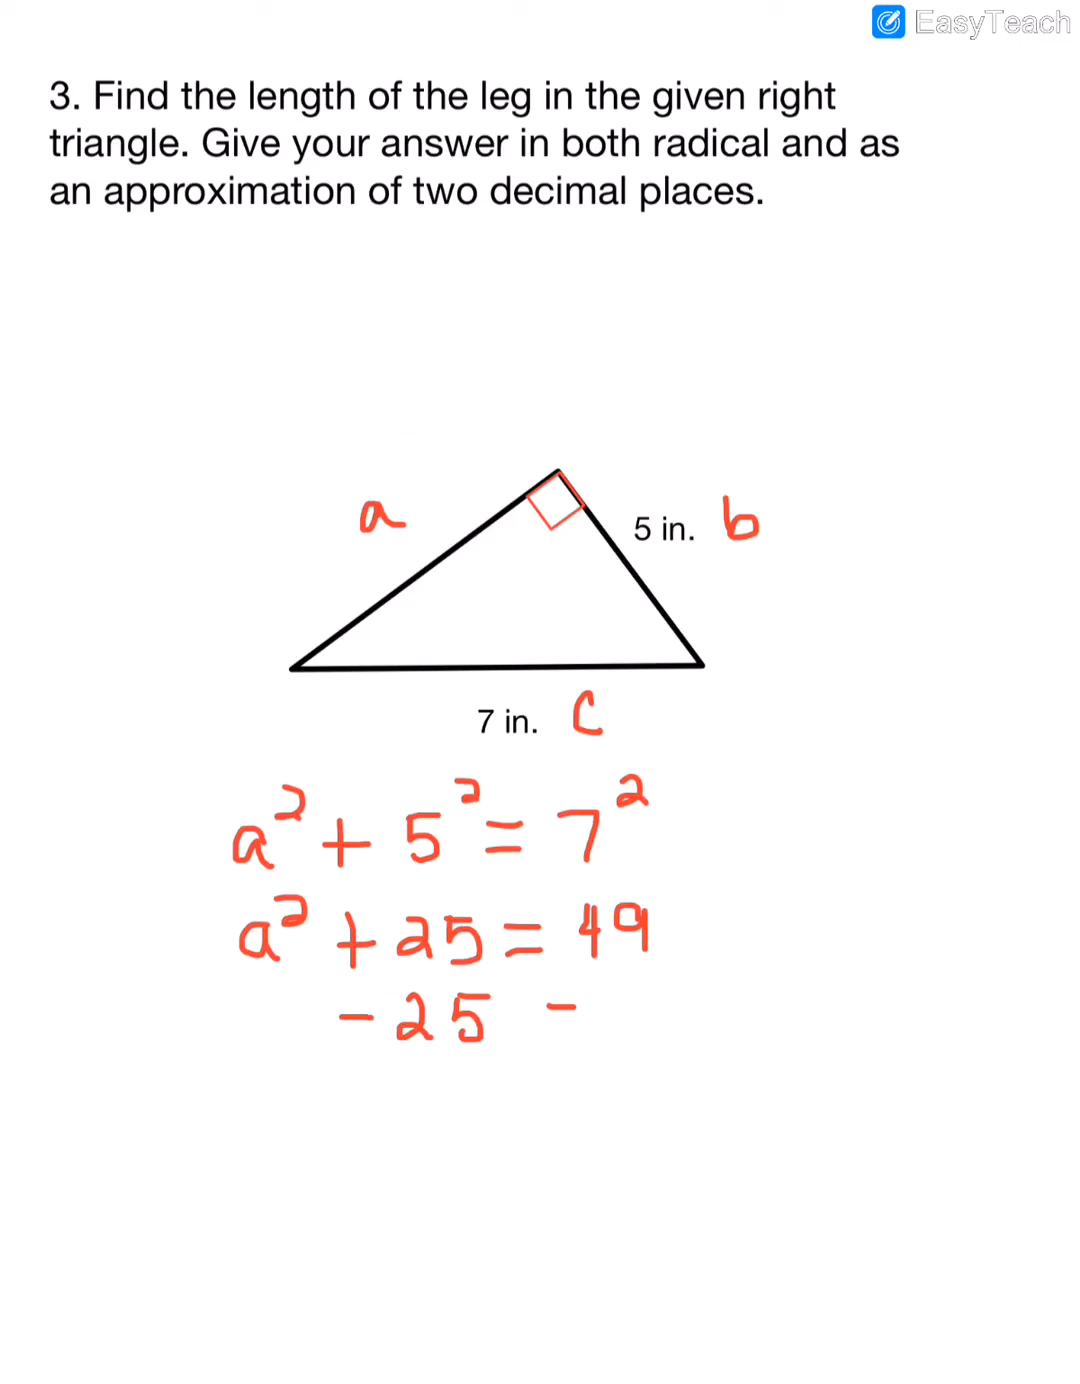 EasyTeach
3. Find the length of the leg in the given right
triangle. Give your answer in both radical and as
an approximation of two decimal places.
a
5 in. b
7 in. c
a² + 5² = 7²
a² + 25 = 49
- 25 -